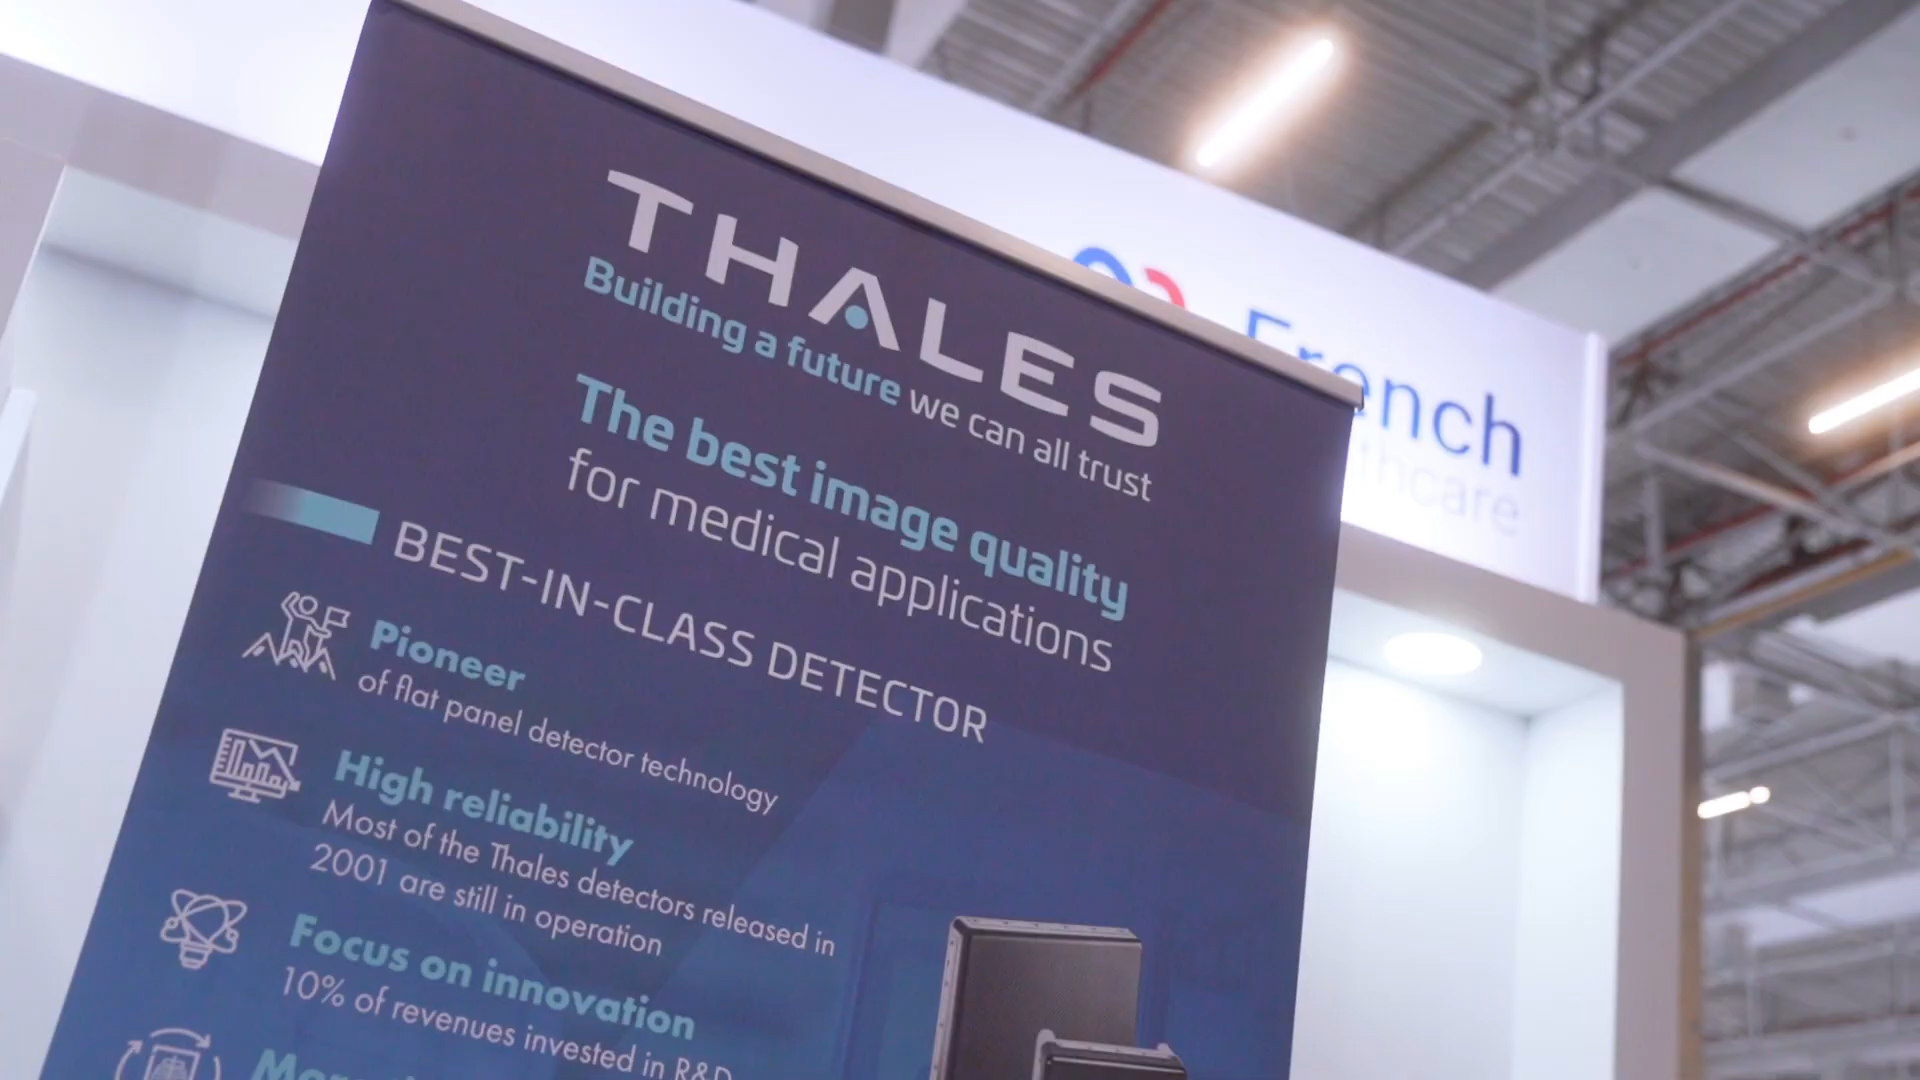 THALES
Building a future we can all trust
The best image quality
for medical applications
BEST-IN-CLASS DETECTOR
Pioneer
of flat panel detector technology
High reliability
Most of the Thales detectors released in
2001 are still in operation
Focus on innovation
10% of revenues invested in R&D
French